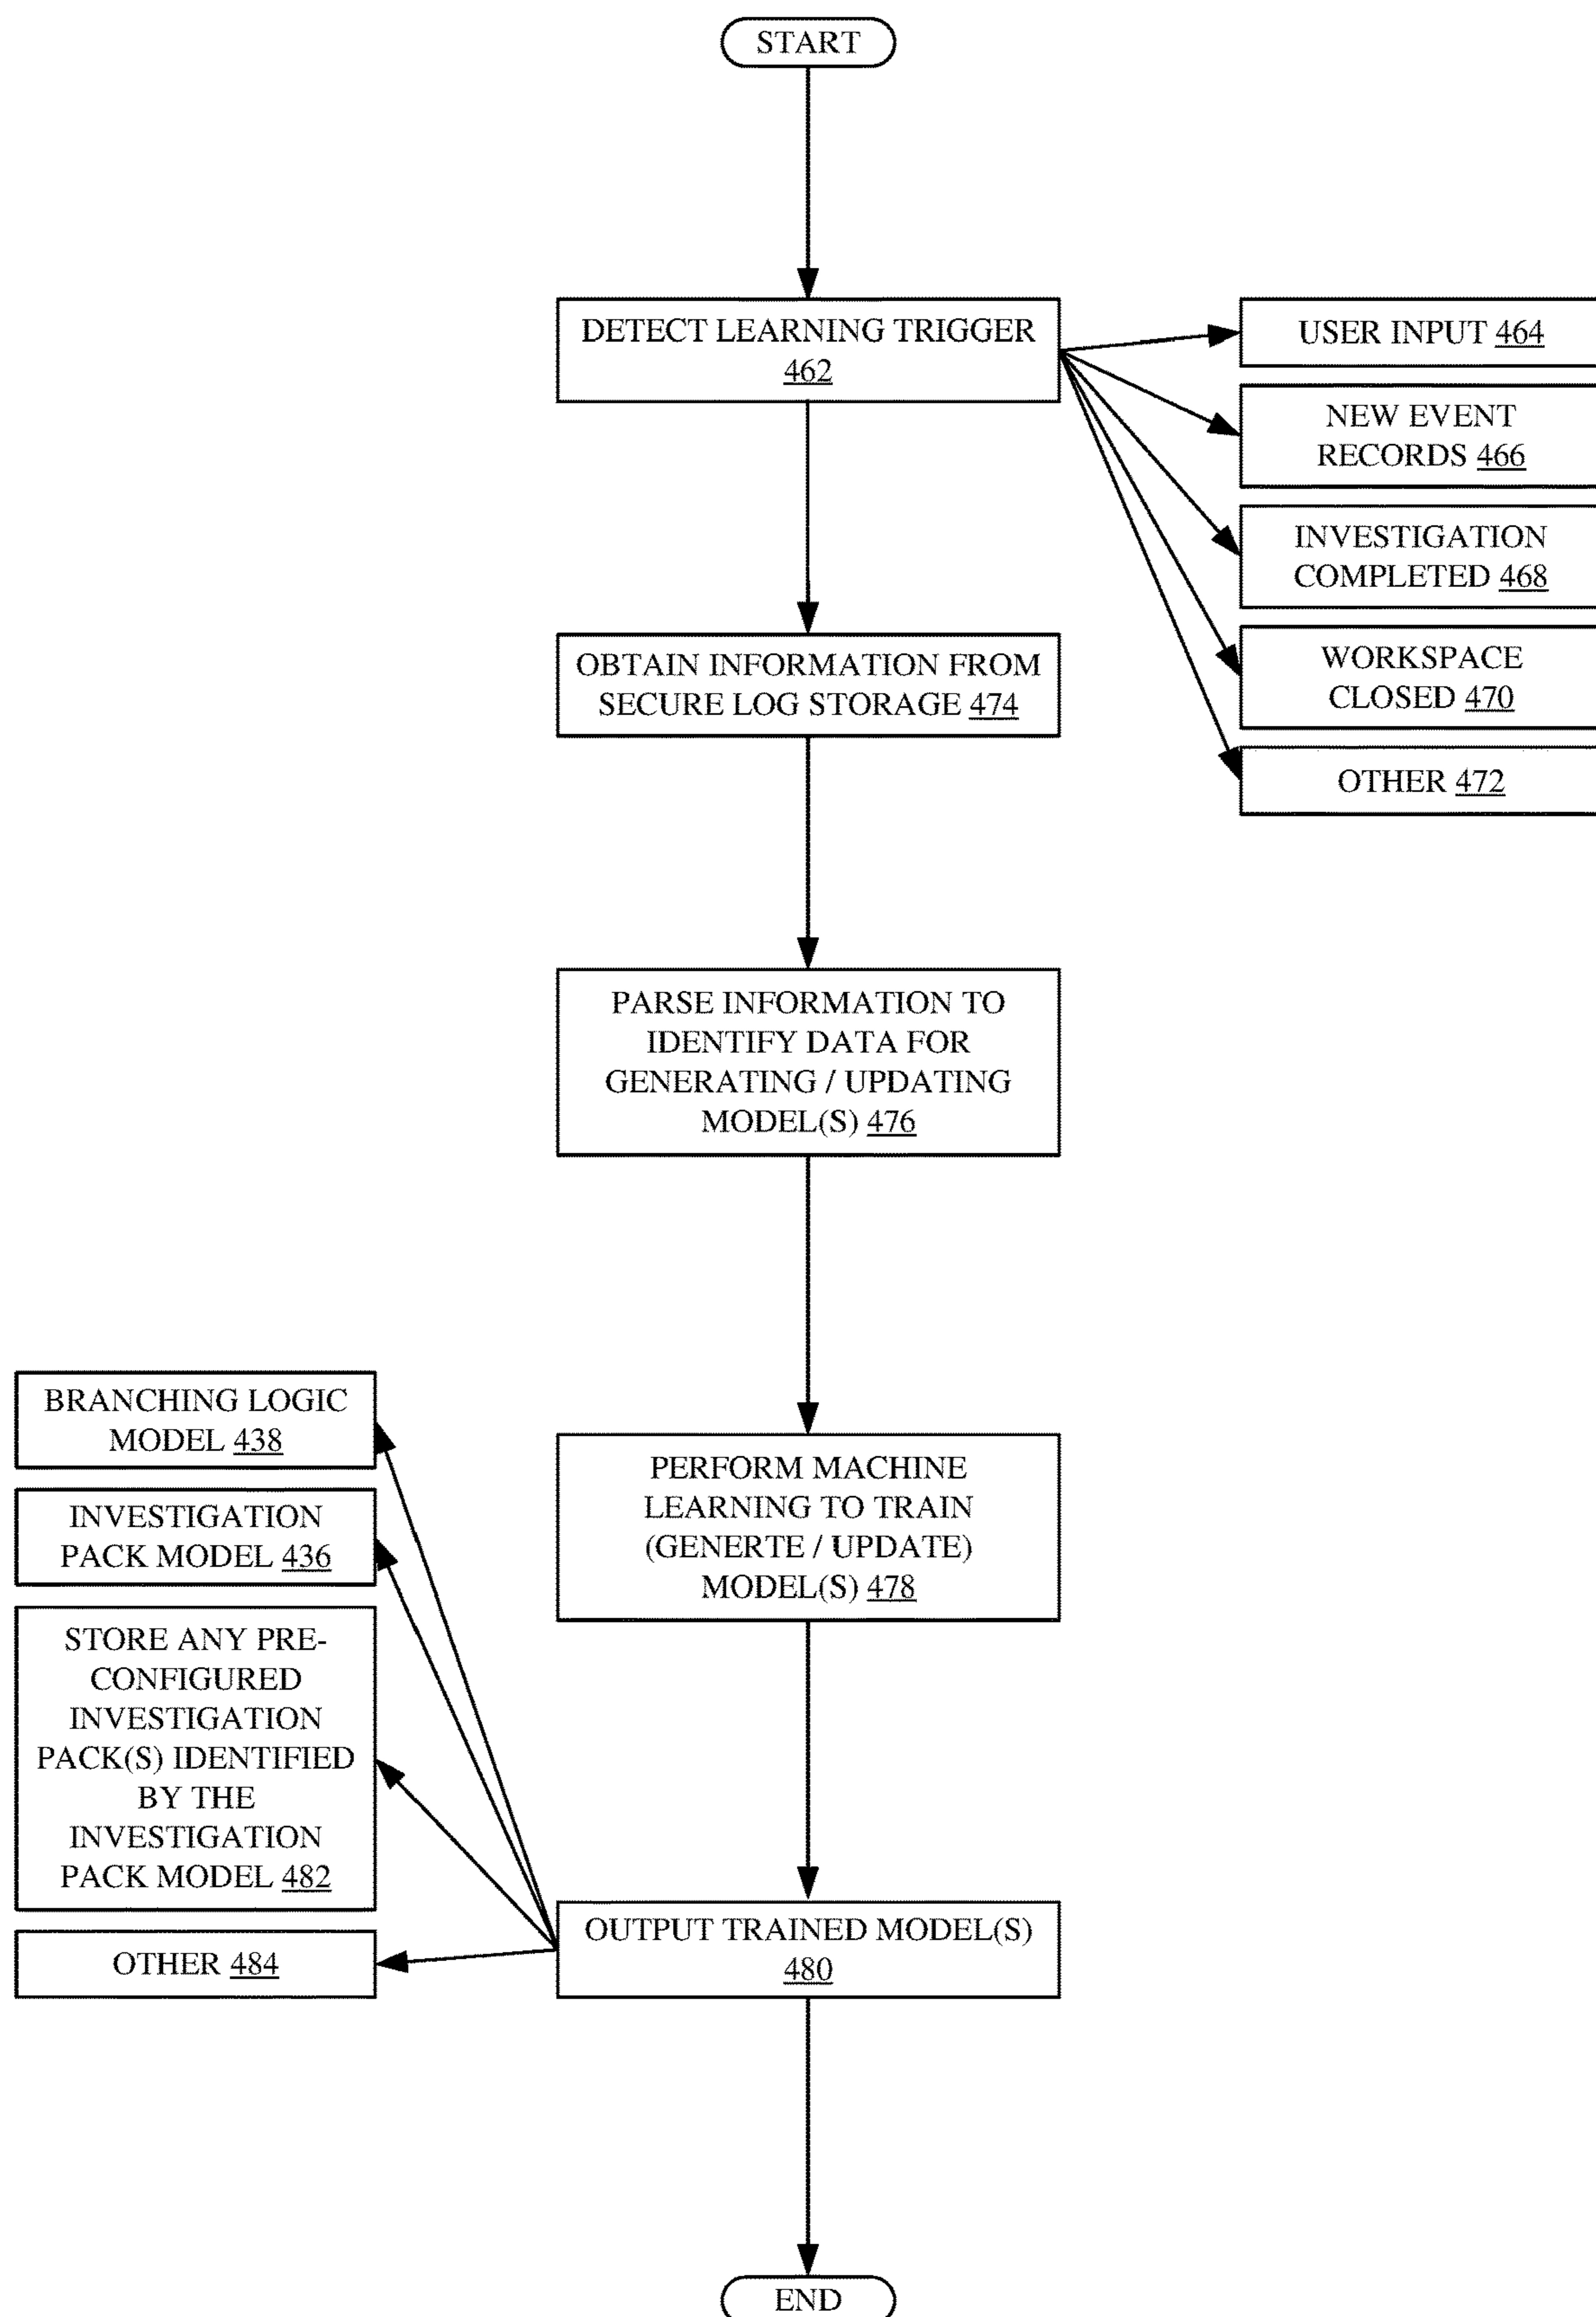 START
DETECT LEARNING TRIGGER
462
USER INPUT 464
NEW EVENT
RECORDS 466
INVESTIGATION
COMPLETED 468
WORKSPACE
CLOSED 470
OTHER 472
OBTAIN INFORMATION FROM
SECURE LOG STORAGE 474
PARSE INFORMATION TO
IDENTIFY DATA FOR
GENERATING / UPDATING
MODEL(S) 476
PERFORM MACHINE
LEARNING TO TRAIN
(GENERTE / UPDATE)
MODEL(S) 478
BRANCHING LOGIC
MODEL 438
INVESTIGATION
PACK MODEL 436
STORE ANY PRE-
CONFIGURED
INVESTIGATION
PACK(S) IDENTIFIED
BY THE
INVESTIGATION
PACK MODEL 482
OTHER 484
OUTPUT TRAINED MODEL(S)
480
END